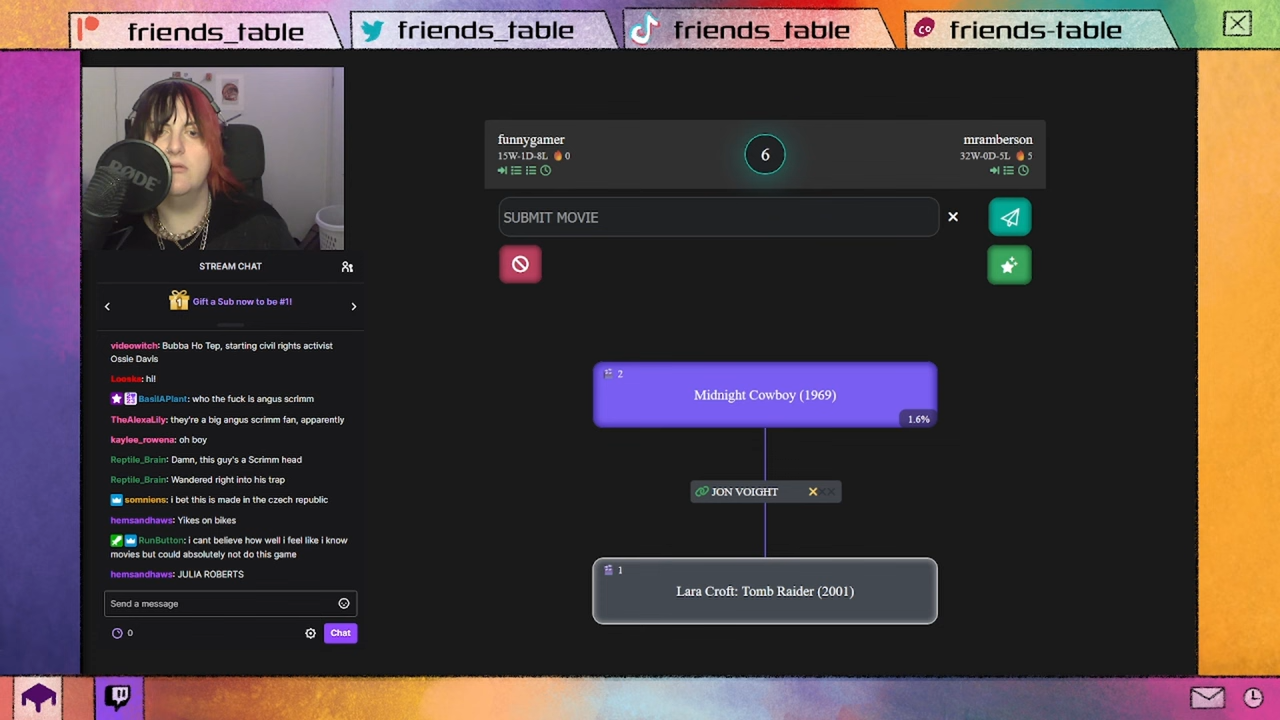 friends_table
friends_table
friends_table
friends-table
RØDE
STREAM CHAT
1
Gift a Sub now to be #1!
videowitch: Bubba Ho Tep, starting civil rights activist
Ossie Davis
Looska: hi!
BasilAPlant: who the fuck is angus scrimm
TheAlexaLily: they're a big angus scrimm fan, apparently
kaylee_rowena: oh boy
Reptile_Brain: Damn, this guy's a Scrimm head
Reptile_Brain: Wandered right into his trap
somniens: i bet this is made in the czech republic
hemsandhaws: Yikes on bikes
RunButton: i cant believe how well i feel like i know
movies but could absolutely not do this game
hemsandhaws: JULIA ROBERTS
Send a message
0
Chat
funnygamer
15W-1D-8L 0
6
mramberson
32W-0D-5L 5
SUBMIT MOVIE
2
Midnight Cowboy (1969)
1.6%
JON VOIGHT
1
Lara Croft: Tomb Raider (2001)